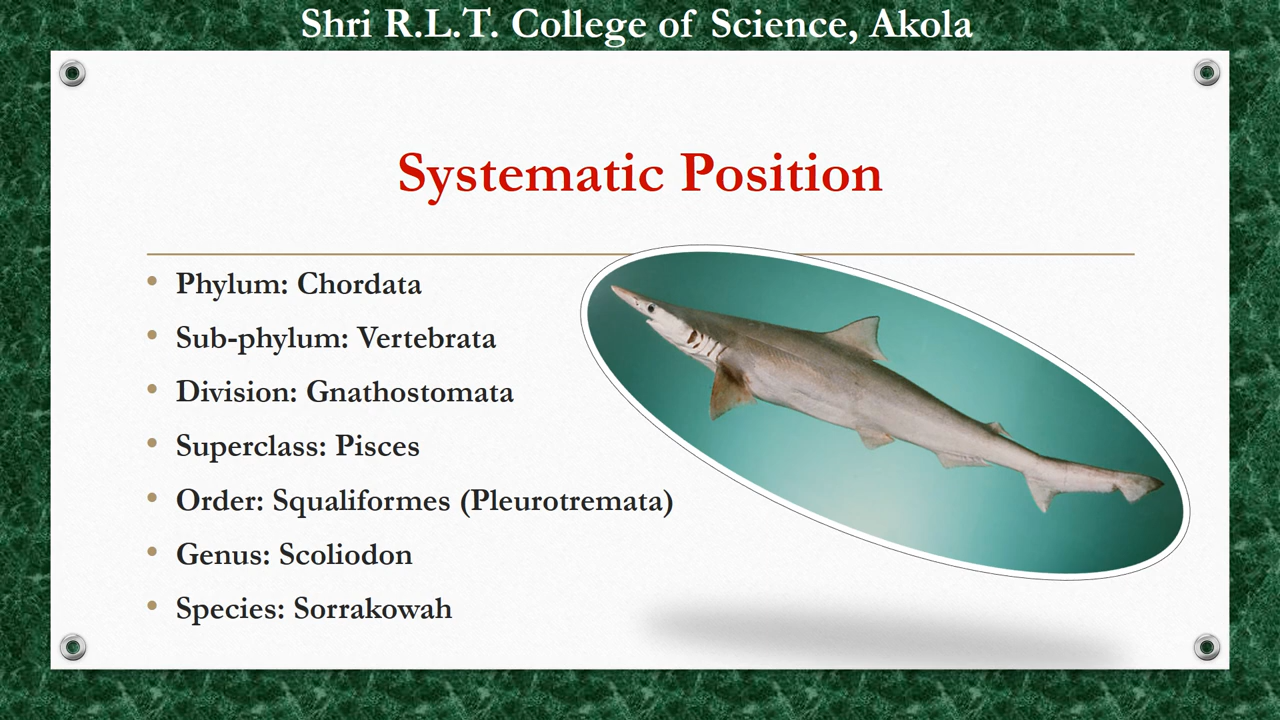 Shri R.L.T. College of Science, Akola
Systematic Position
Phylum: Chordata
Sub-phylum: Vertebrata
Division: Gnathostomata
Superclass: Pisces
Order: Squaliformes (Pleurotremata)
Genus: Scoliodon
Species: Sorrakowah